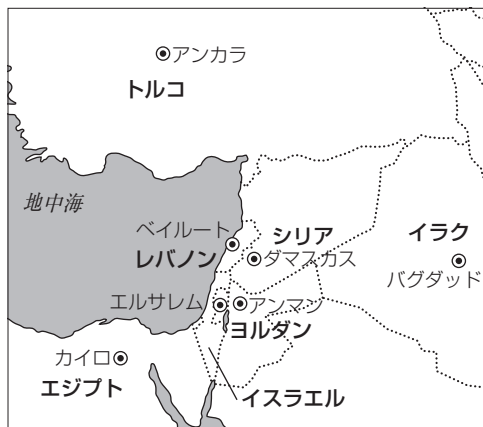 アンカラ
トルコ
地中海
ベイルート
レバノン
シリア
ダマスカス
イラク
バグダッド
エルサレム
アンマン
ヨルダン
カイロ
エジプト
イスラエル